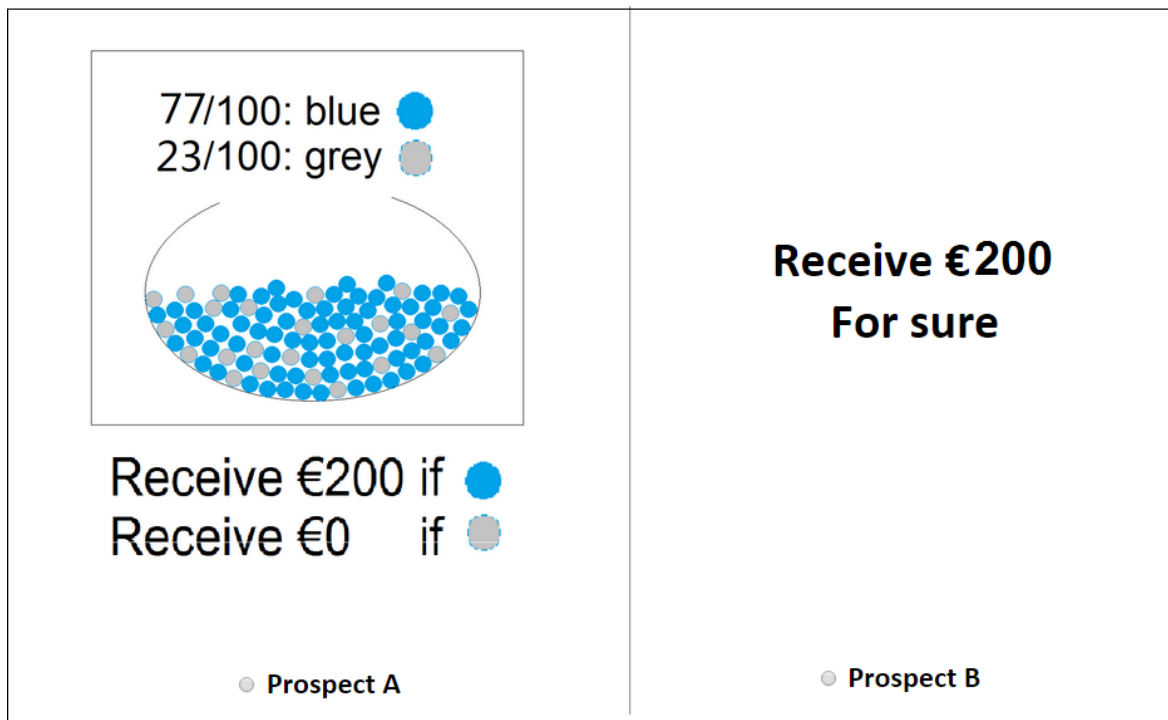 77/100: blue
23/100: grey
Receive €200 if
Receive €0 if
Prospect A
Receive €200
For sure
Prospect B